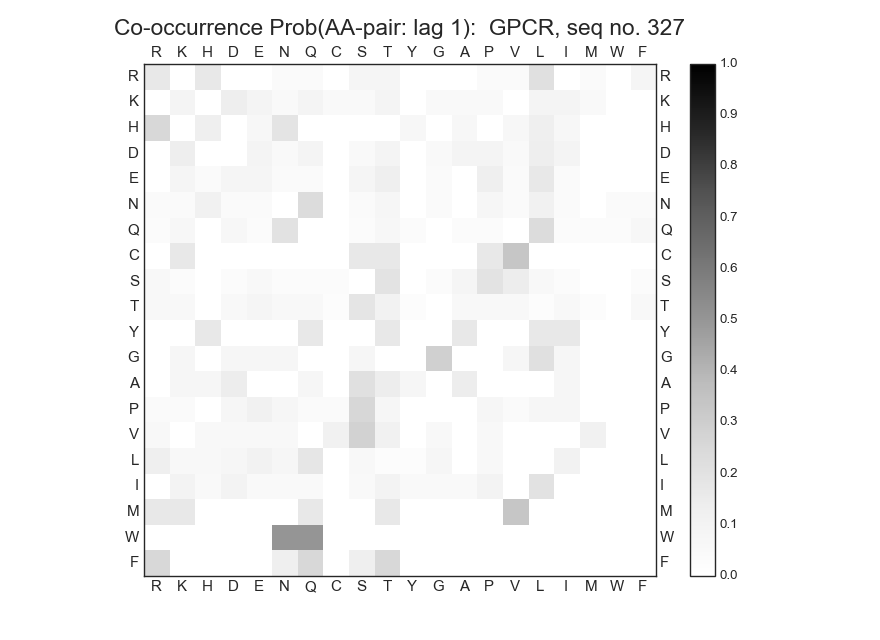 Co-occurrence Prob(AA-pair: lag 1):  GPCR, seq no. 327
R K H D E N Q C S T Y G A P V L I M W F
1.0
R R
0.9
K K
H H
0.8
D D
0.7
E E
N N
0.6
Q Q
C C
0.5
S S
T T
0.4
Y Y
G G
0.3
A A
P P
0.2
V V
L L
0.1
I I
M M
W W
F F
0.0
R K H D E N Q C S T Y G A P V L I M W F